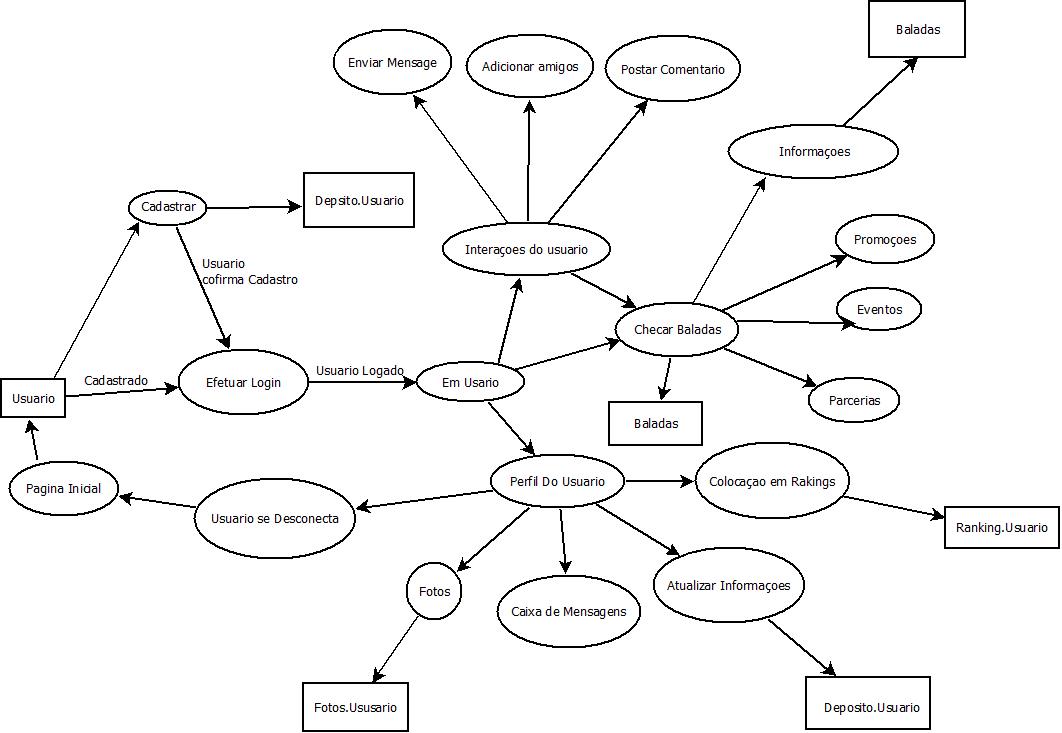 Baladas
Enviar Mensage
Adicionar amigos
Postar Comentario
Informaçoes
Cadastrar
Depsito.Usuario
Promoçoes
Interaçoes do usuario
Usuario
cofirma Cadastro
Eventos
Checar Baladas
Usuario Logado
Cadastrado
Efetuar Login
Em Usario
Usuario
Parcerias
Baladas
Perfil Do Usuario
Colocaçao em Rakings
Pagina Inicial
Usuario se Desconecta
Ranking.Usuario
Fotos
Atualizar Informaçoes
Caixa de Mensagens
Fotos.Ususario
Deposito.Usuario